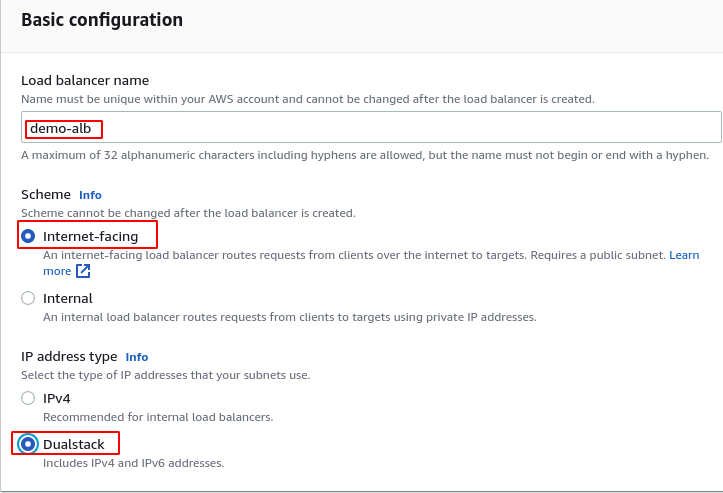 Basic configuration
Load balancer name
Name must be unique within your AWS account and cannot be changed after the load balancer is created.
demo-alb
A maximum of 32 alphanumeric characters including hyphens are allowed, but the name must not begin or end with a hyphen.
Scheme Info
Scheme cannot be changed after the load balancer is created.
Internet-facing
An internet-facing load balancer routes requests from clients over the internet to targets. Requires a public subnet. Learn
more
Internal
An internal load balancer routes requests from clients to targets using private IP addresses.
IP address type Info
Select the type of IP addresses that your subnets use.
IPv4
Recommended for internal load balancers.
Dualstack
Includes IPv4 and IPv6 addresses.